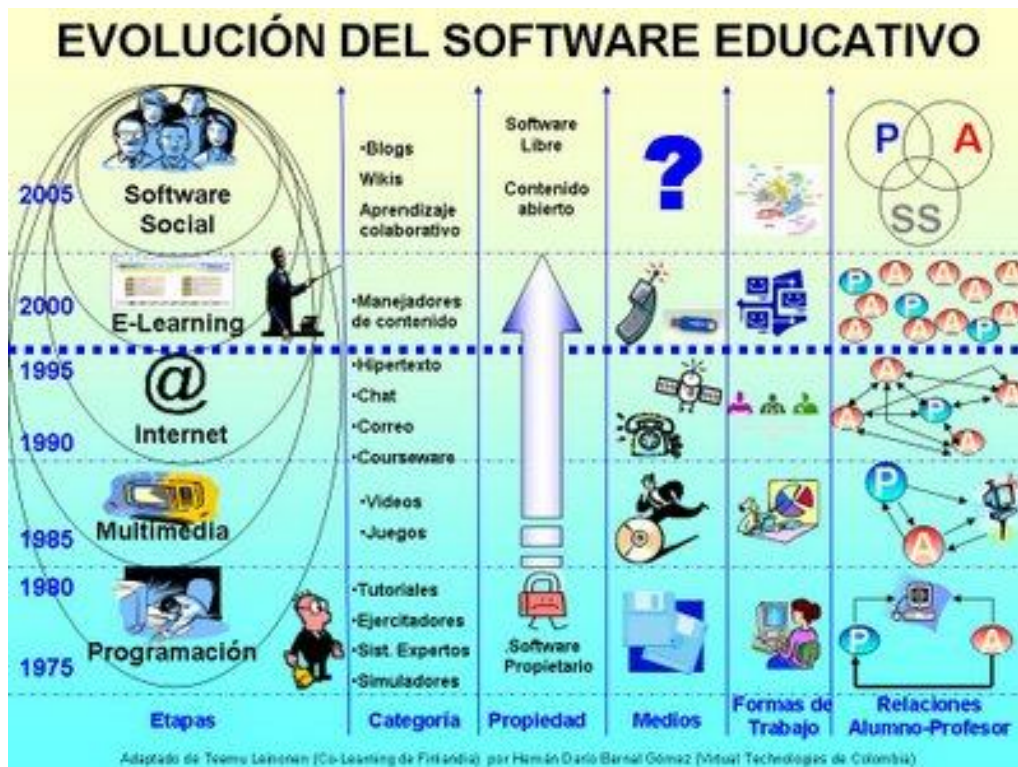 EVOLUCIÓN DEL SOFTWARE EDUCATIVO
2005
Software
Social
•Blogs
Wikis
Aprendizaje
colaborativo
Software
Libre
Contenido
abierto
?
P
A
SS
2000
E-Learning
•Manejadores
de contenido
P A A A
A A P A
A A A P A
1995
@
Internet
1990
•Hipertexto
•Chat
•Correo
•Courseware
A
A
A
P
A
1985
Multimedia
•Videos
•Juegos
P
A
1980
Programación
1975
•Tutoriales
•Ejercitadores
•Sist. Expertos
•Simuladores
.Software
Propietario
P
A
Etapas
Categoría
Propiedad
Medios
Formas de
Trabajo
Relaciones
Alumno-Profesor
Adaptado de Teemu Leinonen (Co-Learning de Finlandia) por Hernán Darío Bernal Gómez (Virtual Technologies de Colombia)